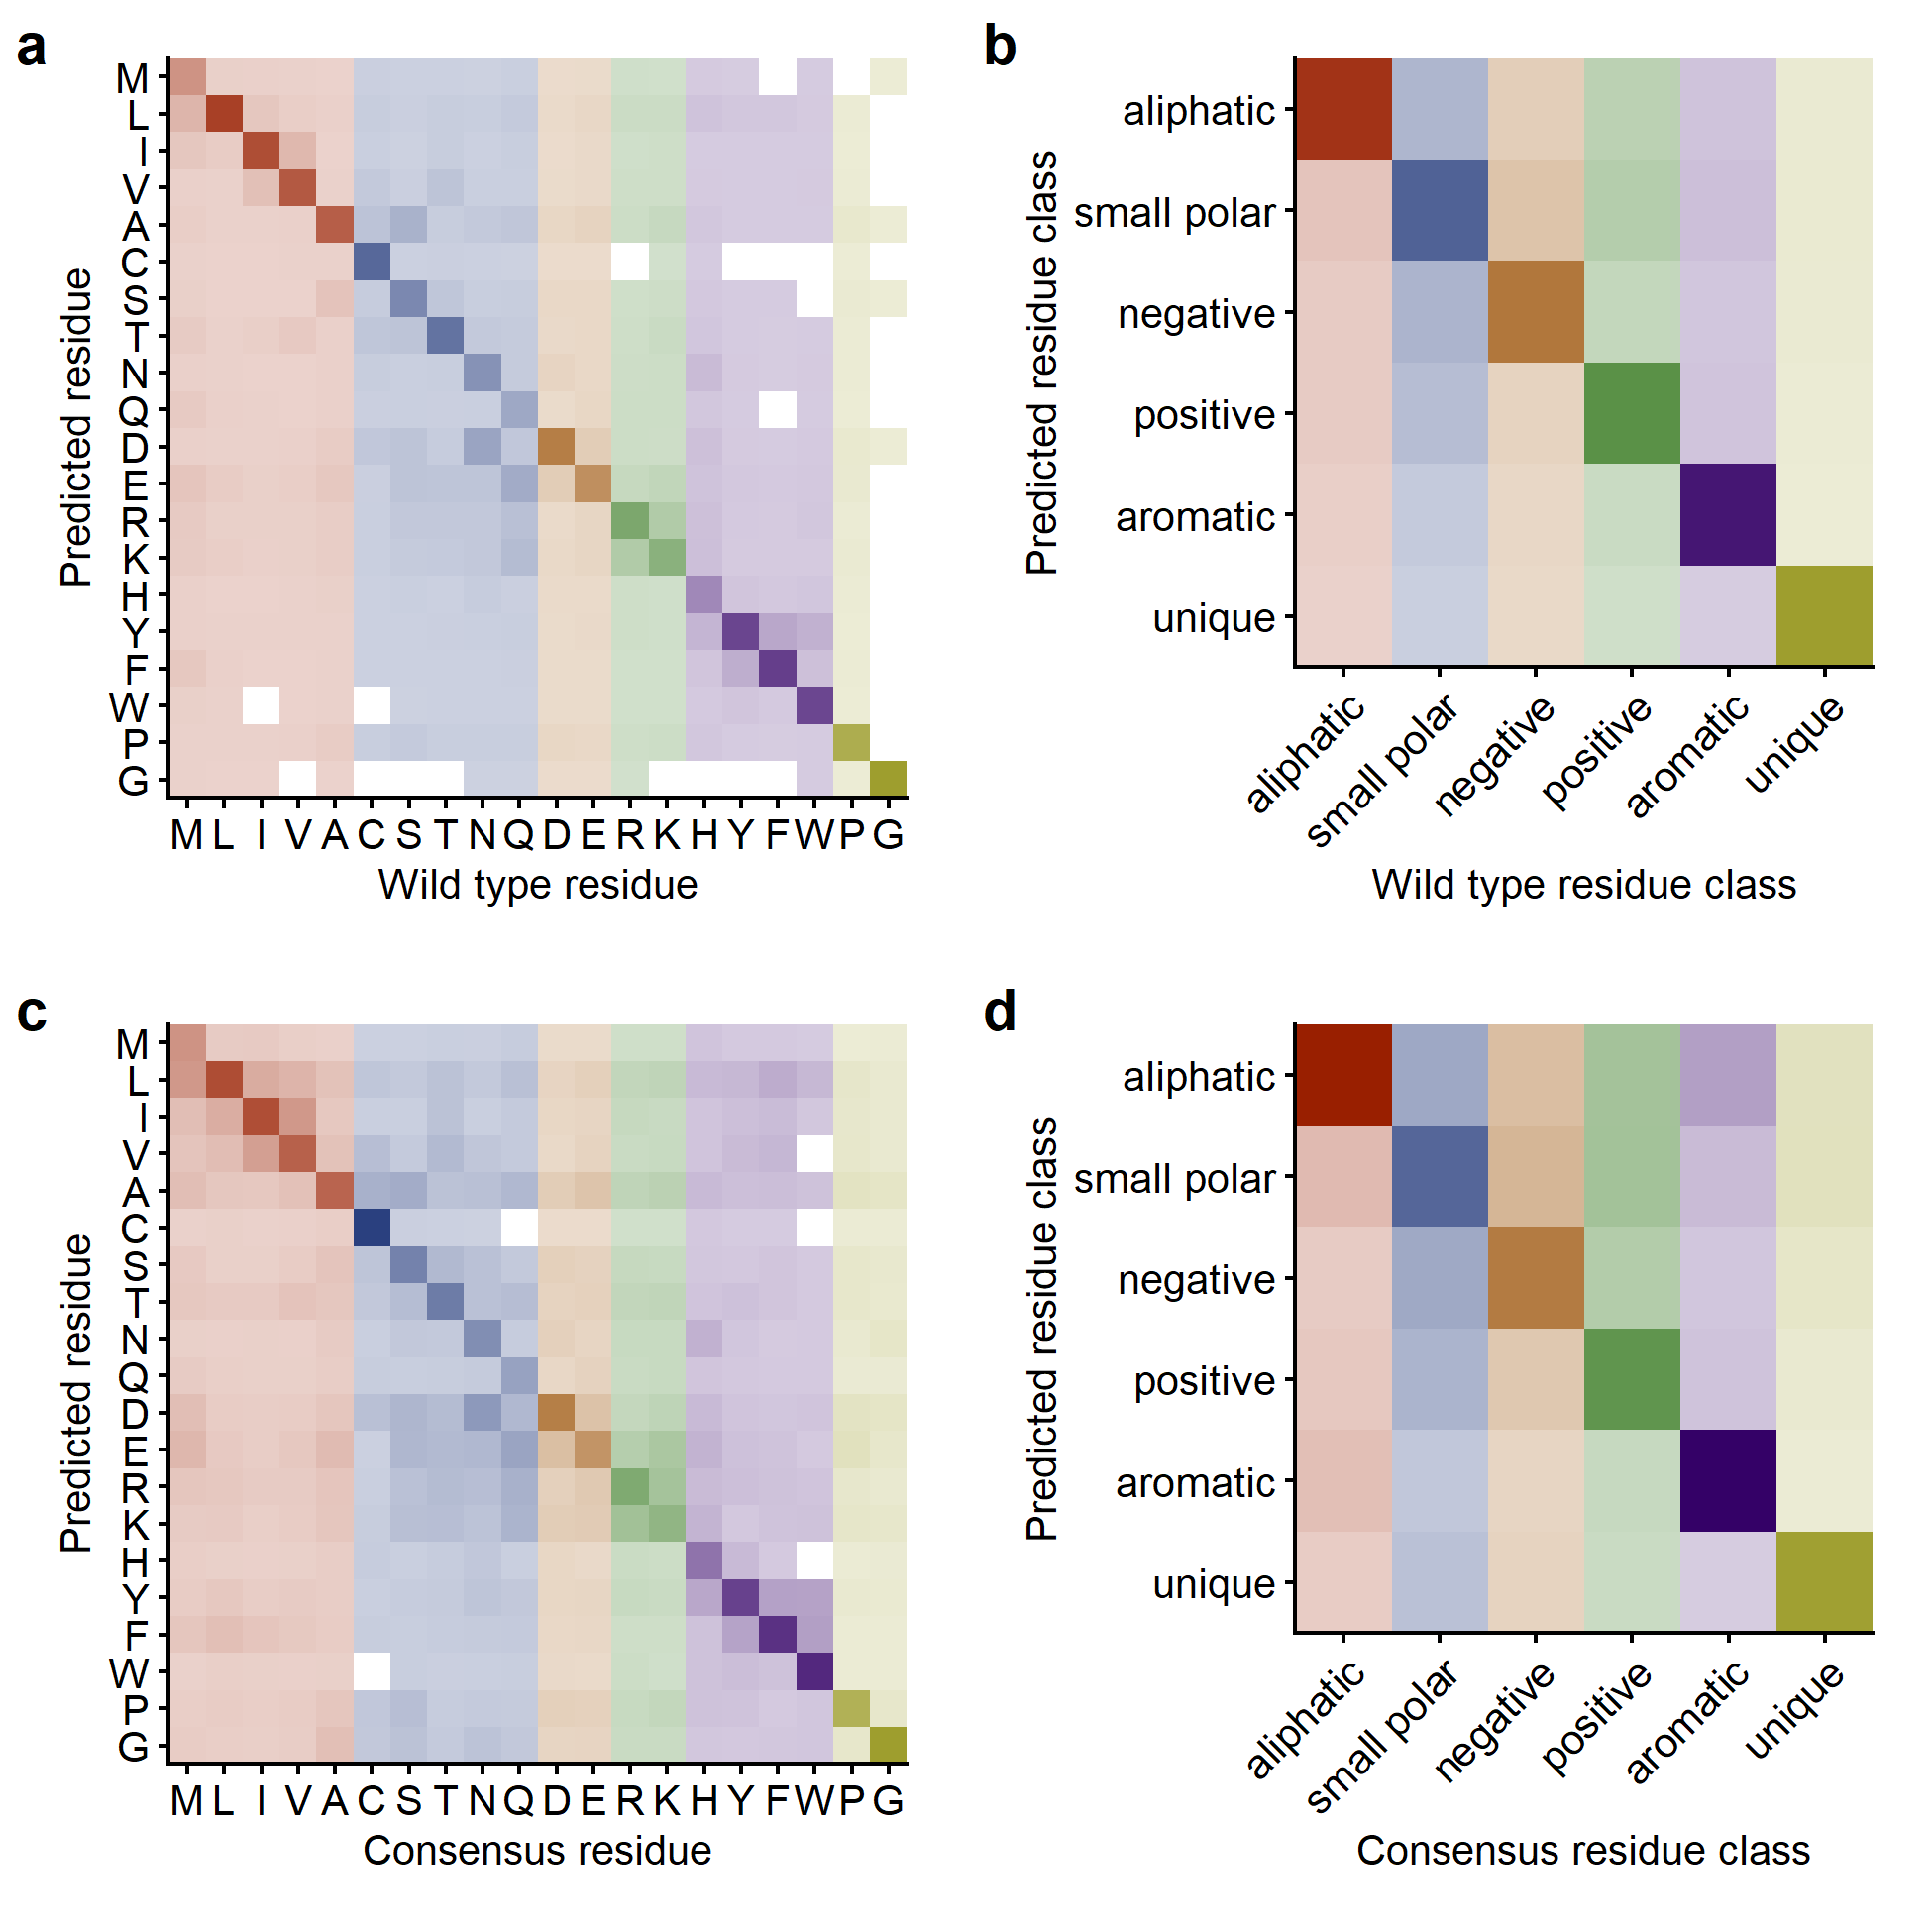 a
M
L
I
V
A
C
S
T
N
Q
D
E
R
K
H
Y
F
W
P
G
Predicted residue
M L I V A C S T N Q D E R K H Y F W P G
Wild type residue
b
aliphatic
small polar
negative
positive
aromatic
unique
Predicted residue class
aliphatic small polar negative positive aromatic unique
Wild type residue class
c
M
L
I
V
A
C
S
T
N
Q
D
E
R
K
H
Y
F
W
P
G
Predicted residue
M L I V A C S T N Q D E R K H Y F W P G
Consensus residue
d
aliphatic
small polar
negative
positive
aromatic
unique
Predicted residue class
aliphatic small polar negative positive aromatic unique
Consensus residue class